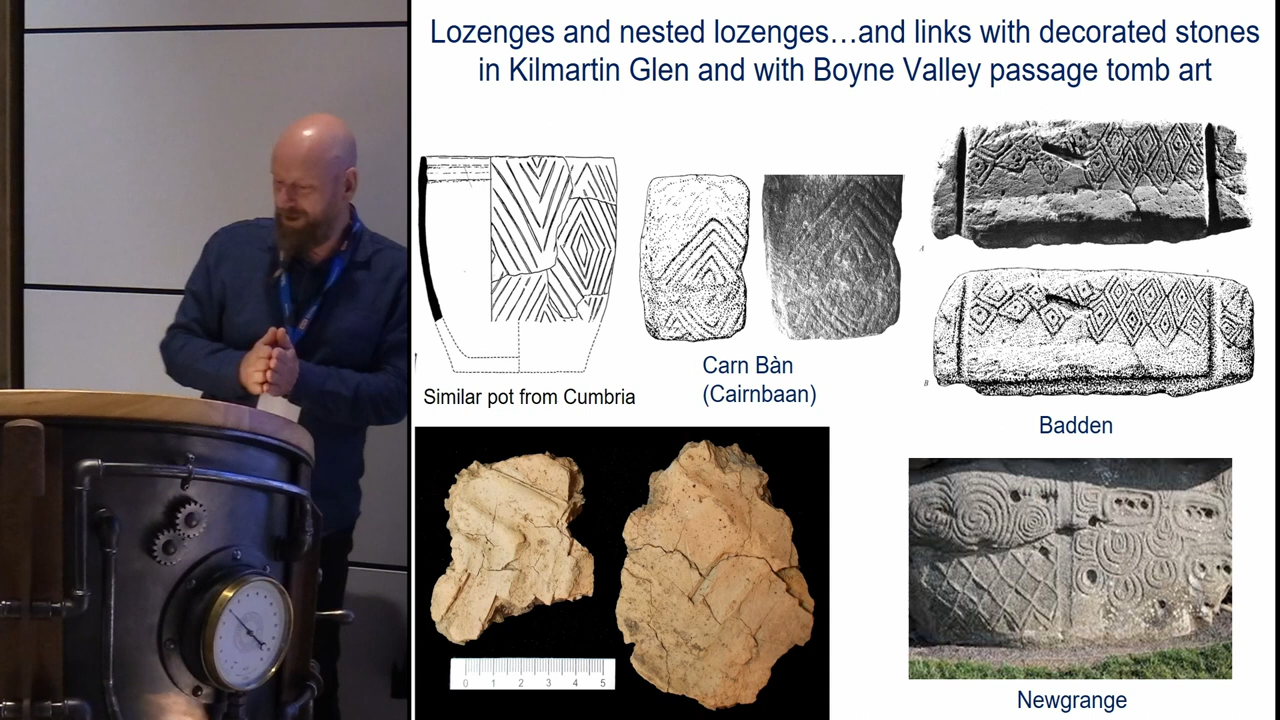 Lozenges and nested lozenges…and links with decorated stones
in Kilmartin Glen and with Boyne Valley passage tomb art
A
B
Similar pot from Cumbria
Carn Bàn
(Cairnbaan)
Badden
0 1 2 3 4 5
Newgrange